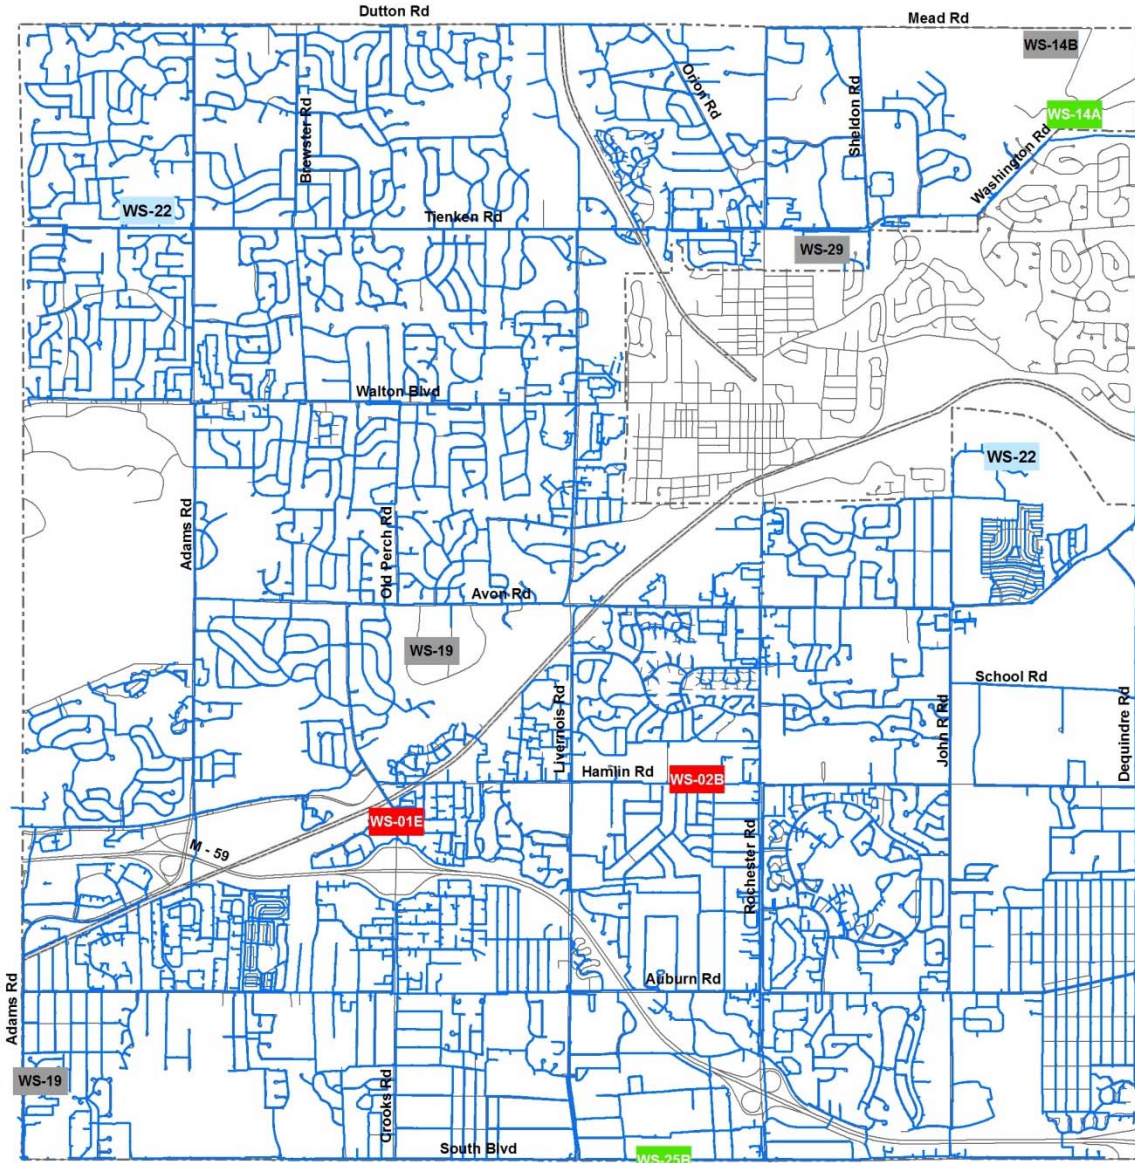 Dutton Rd
Mead Rd
WS-14B
Orion Rd
WS-14A
Brewster Rd
Sheldon Rd
Washington Rd
WS-22
Tienken Rd
WS-29
Walton Blvd
WS-22
Adams Rd
Old Perch Rd
Avon Rd
WS-19
School Rd
Livernois Rd
John R Rd
Dequindre Rd
Hamlin Rd
WS-02B
WS-01E
M - 59
Rochester Rd
Auburn Rd
Adams Rd
WS-19
Crooks Rd
South Blvd
WS-25B